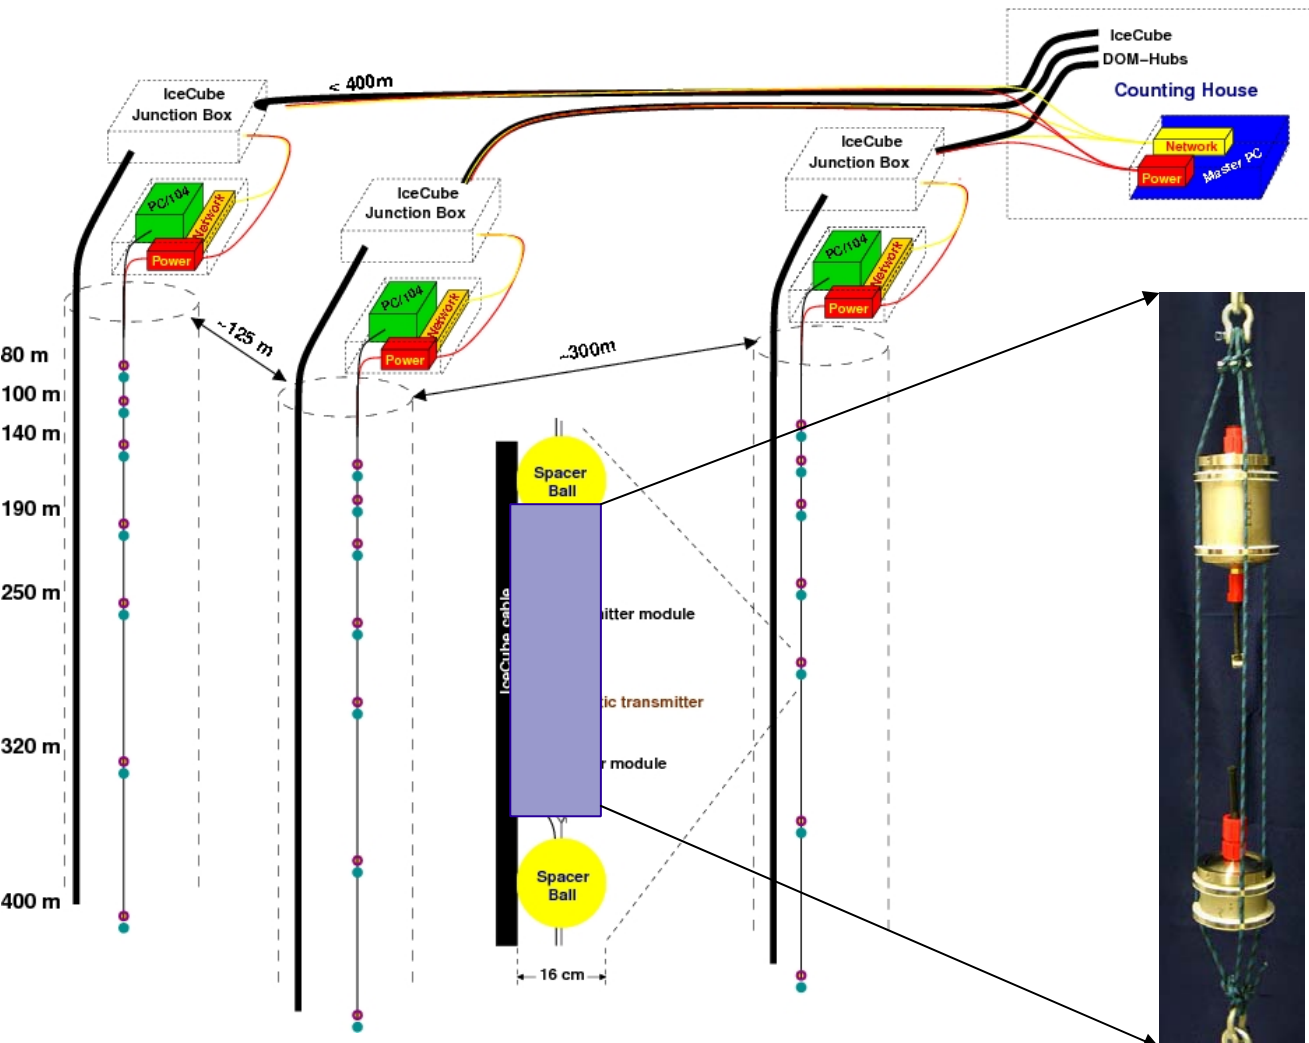 IceCube
DOM–Hubs
Counting House
Network
Power
Master PC
< 400m
IceCube
Junction Box
PC/104
Network
Power
IceCube
Junction Box
PC/104
Network
Power
IceCube
Junction Box
PC/104
Network
Power
~125 m
~300m
80 m
100 m
140 m
190 m
250 m
320 m
400 m
Spacer
Ball
IceCube cable
itter module
tic transmitter
r module
Spacer
Ball
16 cm